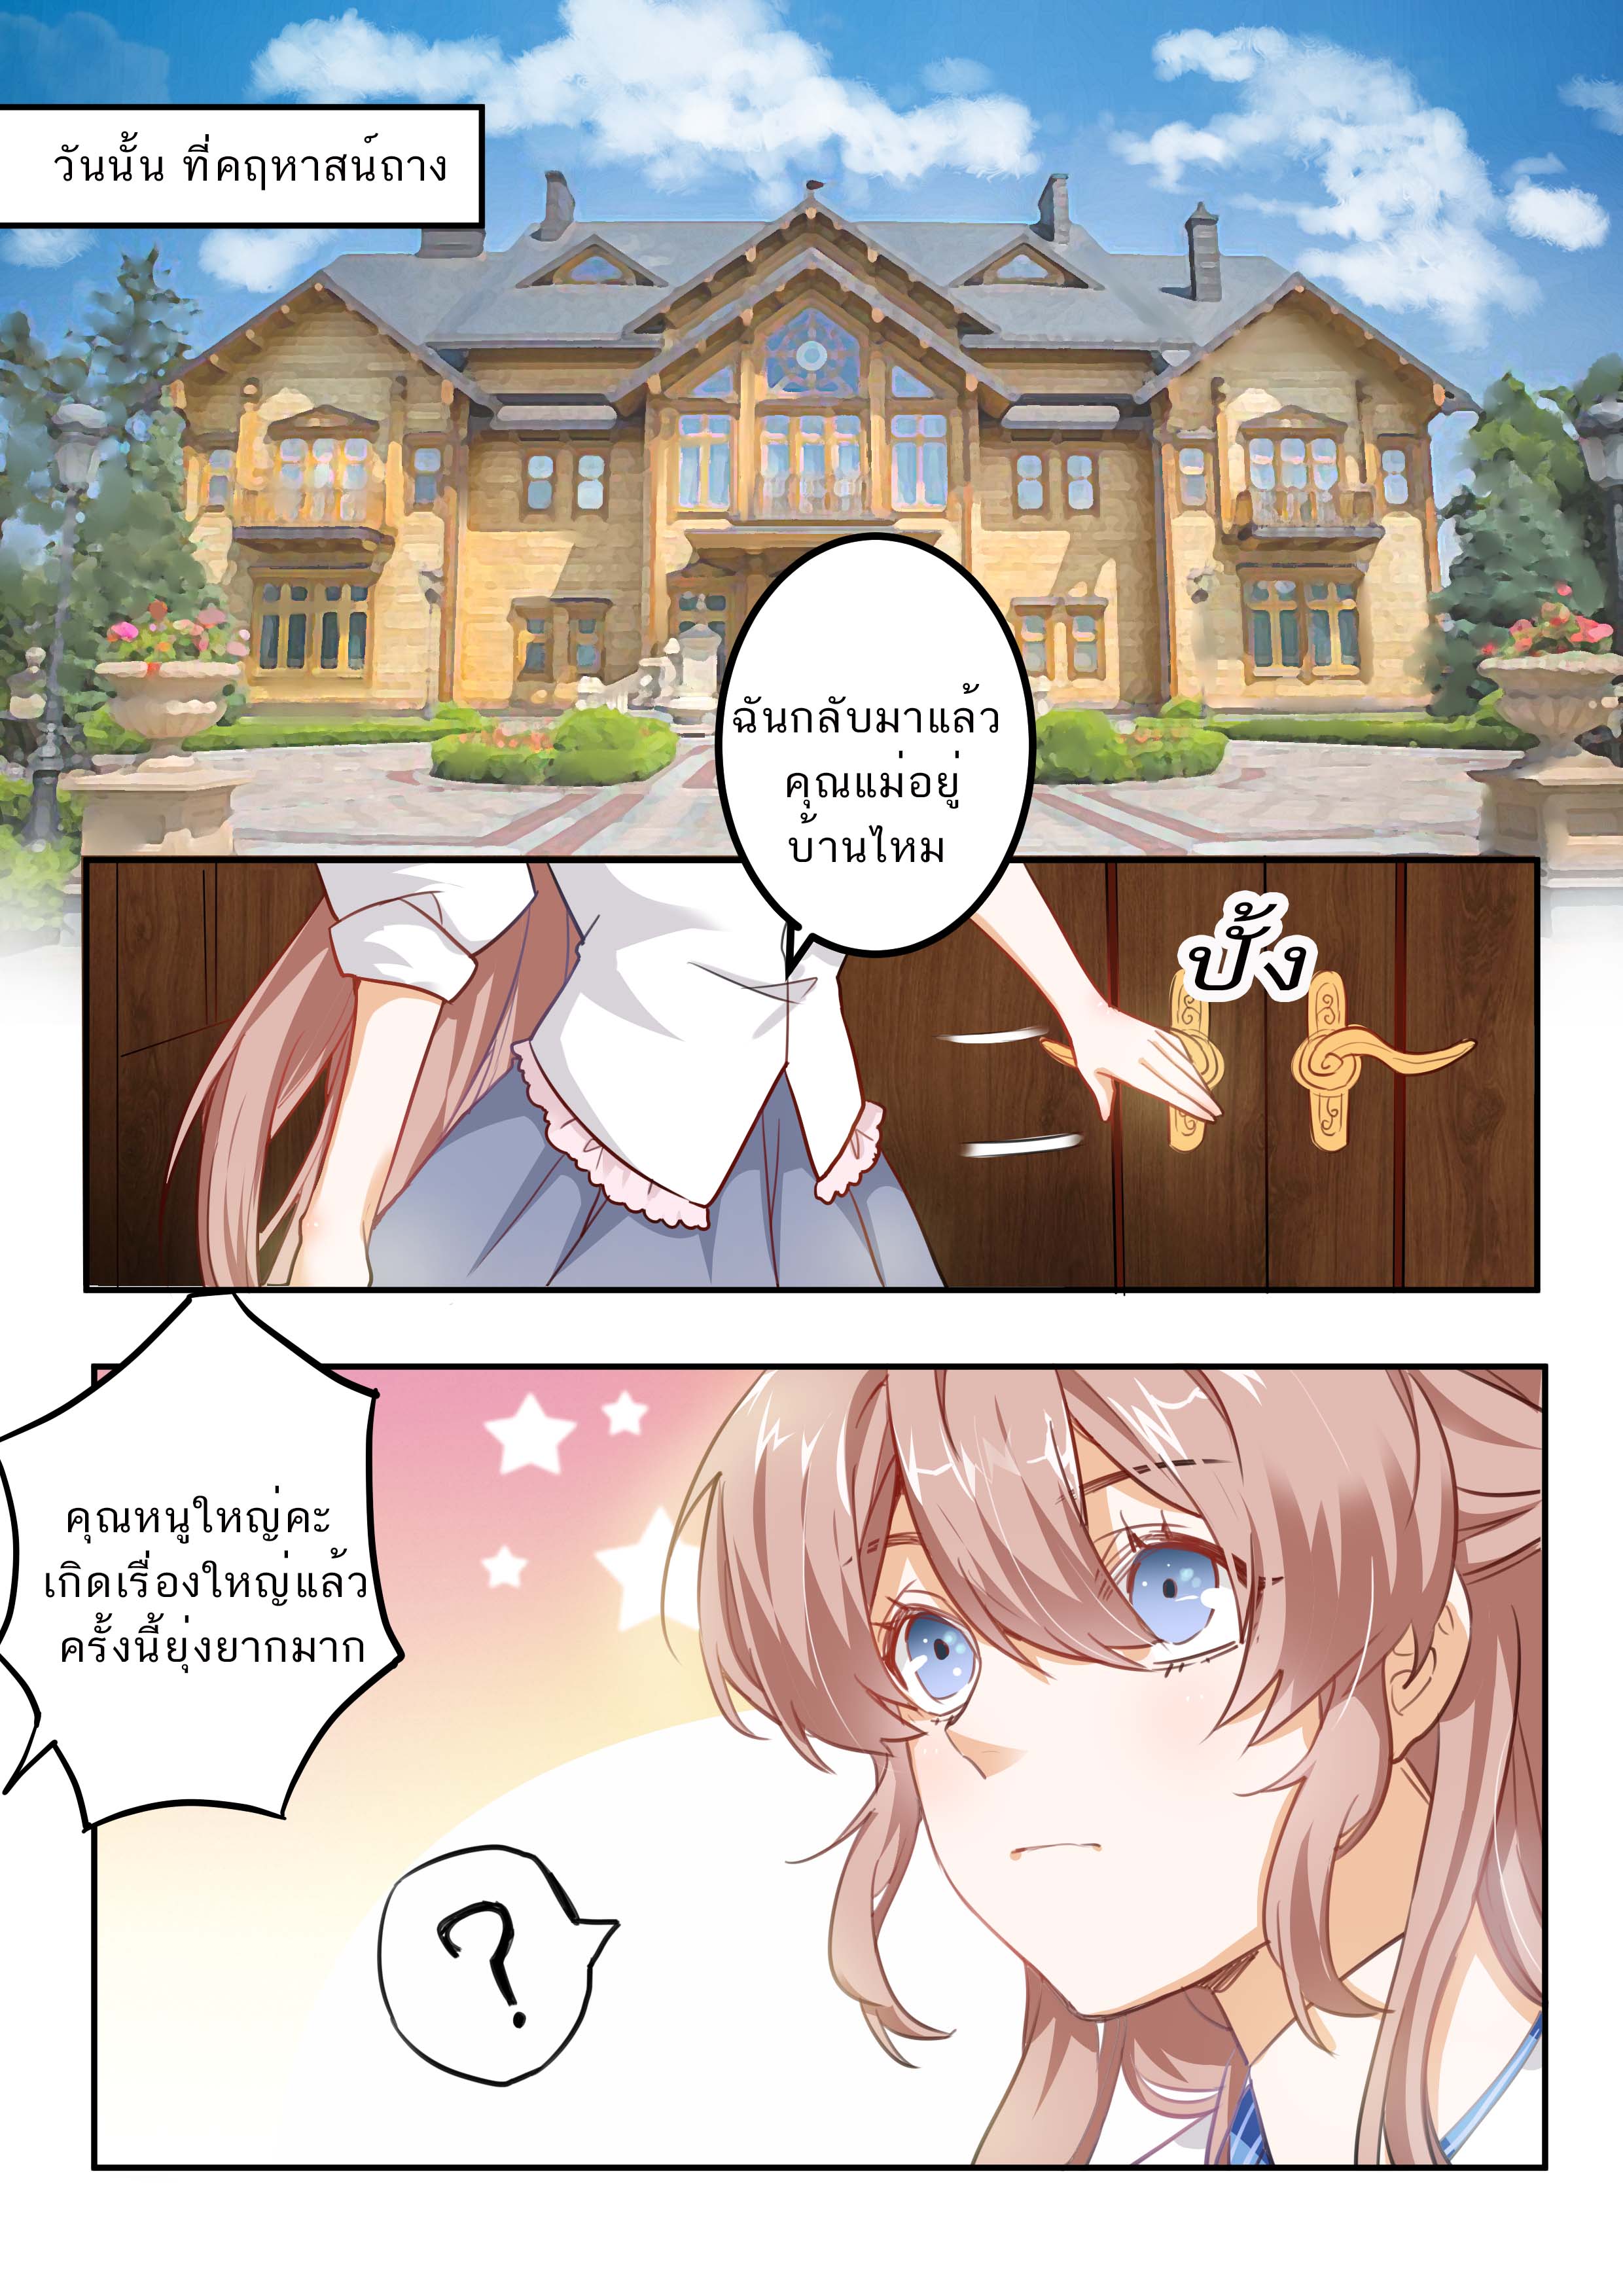 วันนั้น ที่คฤหาสน์ถาง
ฉันกลับมาแล้ว
คุณแม่อยู่
บ้านไหม
ปั้ง
คุณหนูใหญ่คะ
เกิดเรื่องใหญ่แล้ว
ครั้งนี้ยุ่งยากมาก
?